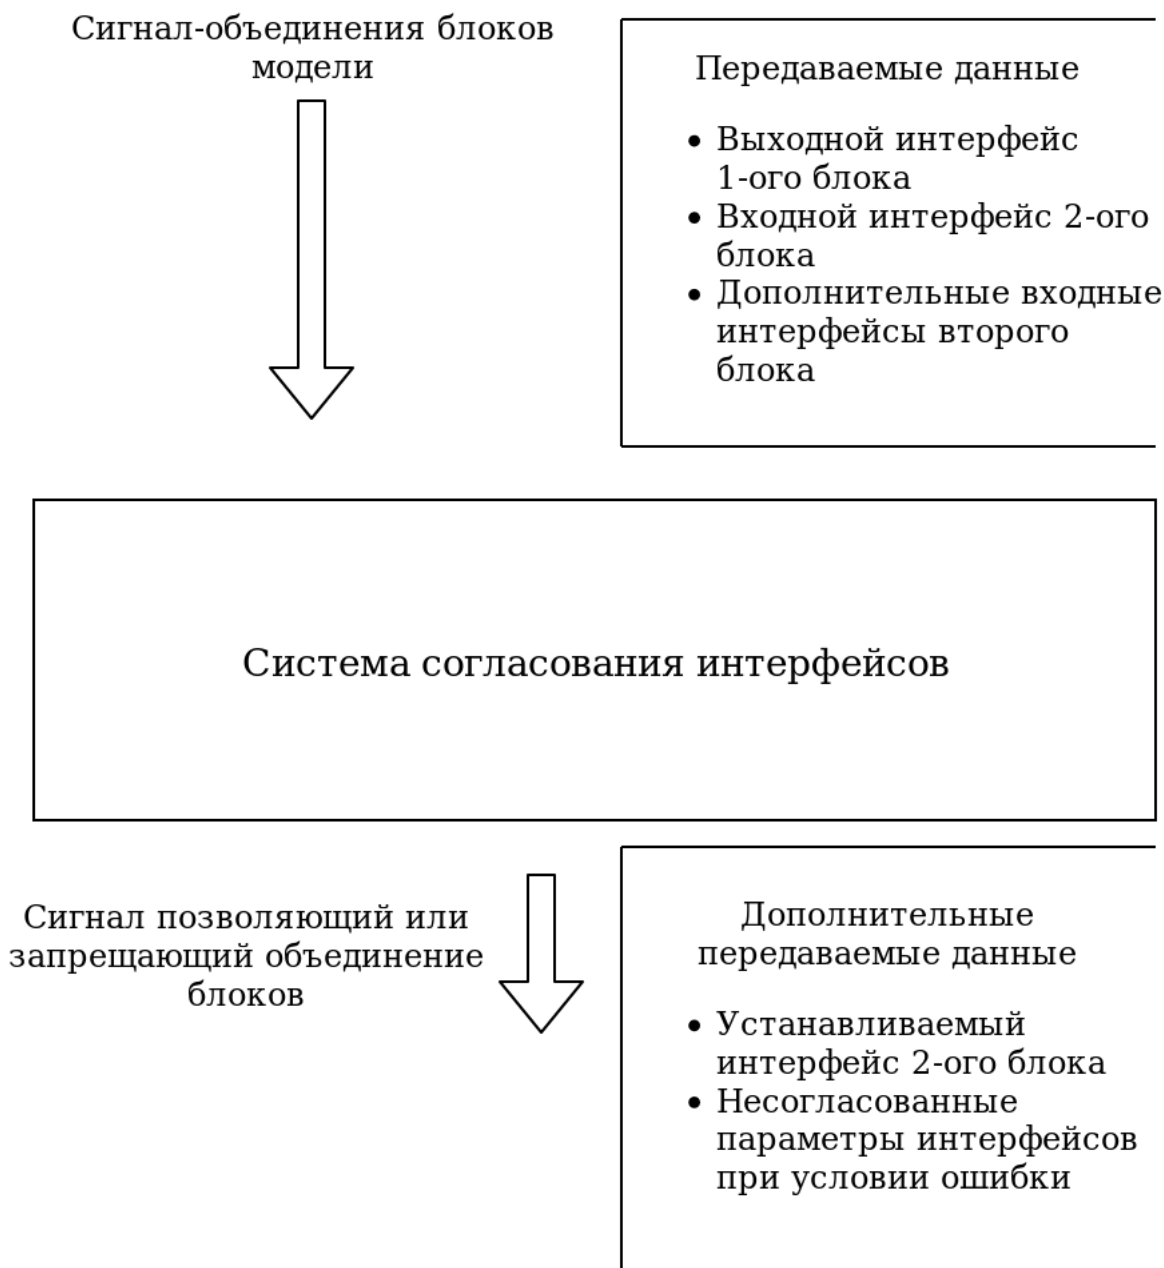 Сигнал-объединения блоков
модели
Передаваемые данные
• Выходной интерфейс
1-ого блока
• Входной интерфейс 2-ого
блока
• Дополнительные входные
интерфейсы второго
блока
Система согласования интерфейсов
Сигнал позволяющий или
запрещающий объединение
блоков
Дополнительные
передаваемые данные
• Устанавливаемый
интерфейс 2-ого блока
• Несогласованные
параметры интерфейсов
при условии ошибки